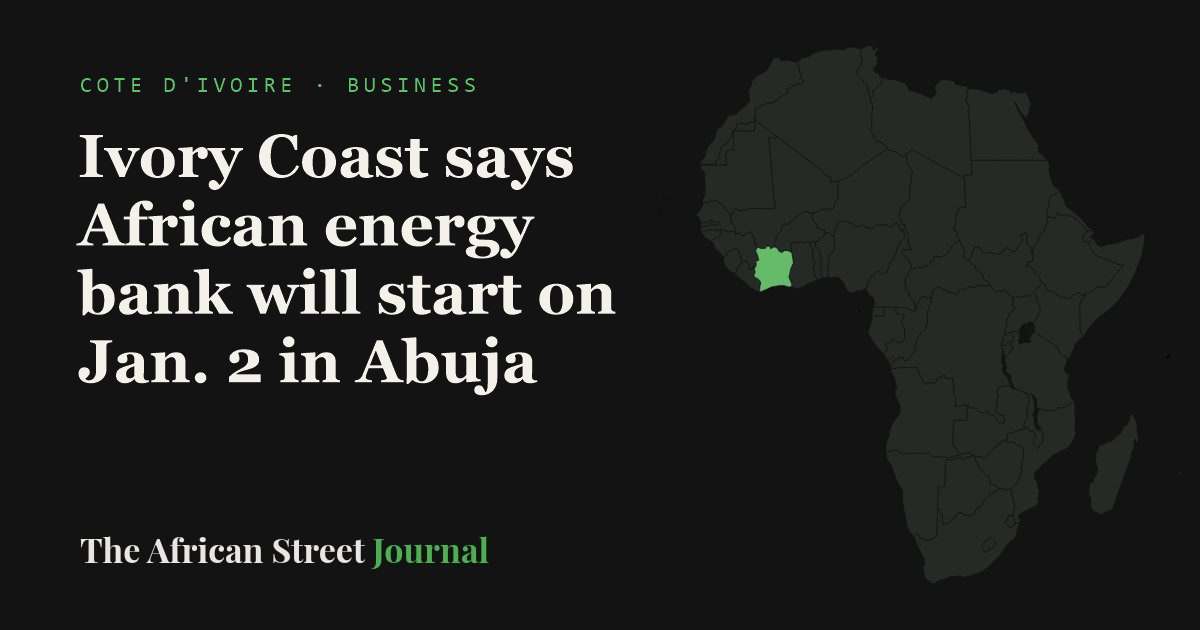 COTE D'IVOIRE · BUSINESS
Ivory Coast says
African energy
bank will start on
Jan. 2 in Abuja
The African Street Journal